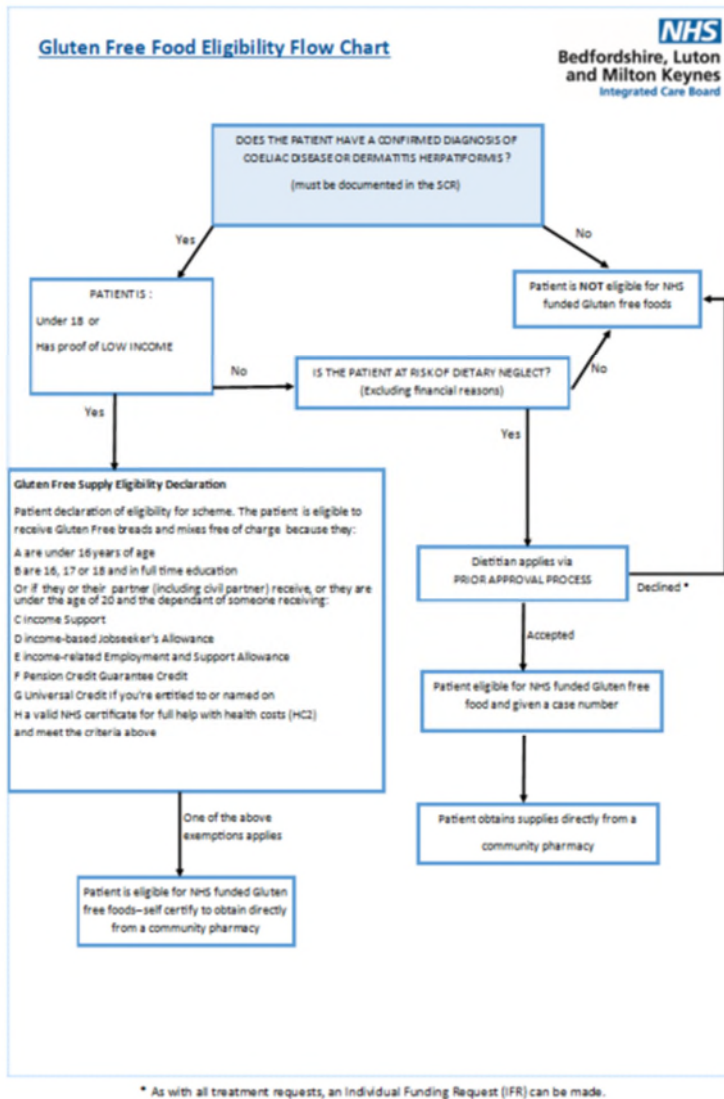 Gluten Free Food Eligibility Flow Chart
NHS
Bedfordshire, Luton
and Milton Keynes
Integrated Care Board
DOES THE PATIENT HAVE A CONFIRMED DIAGNOSIS OF
COELIAC DISEASE OR DERMATITIS HERPATIFORMIS ?
(must be documented in the SCR)
Yes
No
PATIENT IS :
Under 18 or
Has proof of LOW INCOME
Patient is NOT eligible for NHS
funded Gluten free foods
No
IS THE PATIENT AT RISK OF DIETARY NEGLECT?
(Excluding financial reasons)
No
Yes
Yes
Gluten Free Supply Eligibility Declaration
Patient declaration of eligibility for scheme. The patient is eligible to
receive Gluten Free breads and mixes free of charge because they:
A are under 16 years of age
B are 16, 17 or 18 and in full time education
Or if they or their partner (including civil partner) receive, or they are
under the age of 20 and the dependant of someone receiving:
C Income Support
D income-based Jobseeker's Allowance
E income-related Employment and Support Allowance
F Pension Credit Guarantee Credit
G Universal Credit if you're entitled to or named on
H a valid NHS certificate for full help with health costs (HC2)
and meet the criteria above
Dietitian applies via
PRIOR APPROVAL PROCESS
Declined *
Accepted
Patient eligible for NHS funded Gluten free
food and given a case number
Patient obtains supplies directly from a
community pharmacy
One of the above
exemptions applies
Patient is eligible for NHS funded Gluten
free foods–self certify to obtain directly
from a community pharmacy
* As with all treatment requests, an Individual Funding Request (IFR) can be made.